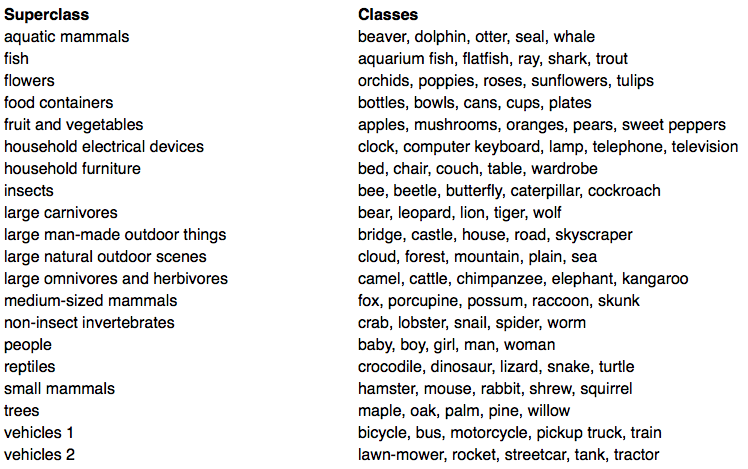 Superclass Classes
aquatic mammals beaver, dolphin, otter, seal, whale
fish aquarium fish, flatfish, ray, shark, trout
flowers orchids, poppies, roses, sunflowers, tulips
food containers bottles, bowls, cans, cups, plates
fruit and vegetables apples, mushrooms, oranges, pears, sweet peppers
household electrical devices clock, computer keyboard, lamp, telephone, television
household furniture bed, chair, couch, table, wardrobe
insects bee, beetle, butterfly, caterpillar, cockroach
large carnivores bear, leopard, lion, tiger, wolf
large man-made outdoor things bridge, castle, house, road, skyscraper
large natural outdoor scenes cloud, forest, mountain, plain, sea
large omnivores and herbivores camel, cattle, chimpanzee, elephant, kangaroo
medium-sized mammals fox, porcupine, possum, raccoon, skunk
non-insect invertebrates crab, lobster, snail, spider, worm
people baby, boy, girl, man, woman
reptiles crocodile, dinosaur, lizard, snake, turtle
small mammals hamster, mouse, rabbit, shrew, squirrel
trees maple, oak, palm, pine, willow
vehicles 1 bicycle, bus, motorcycle, pickup truck, train
vehicles 2 lawn-mower, rocket, streetcar, tank, tractor